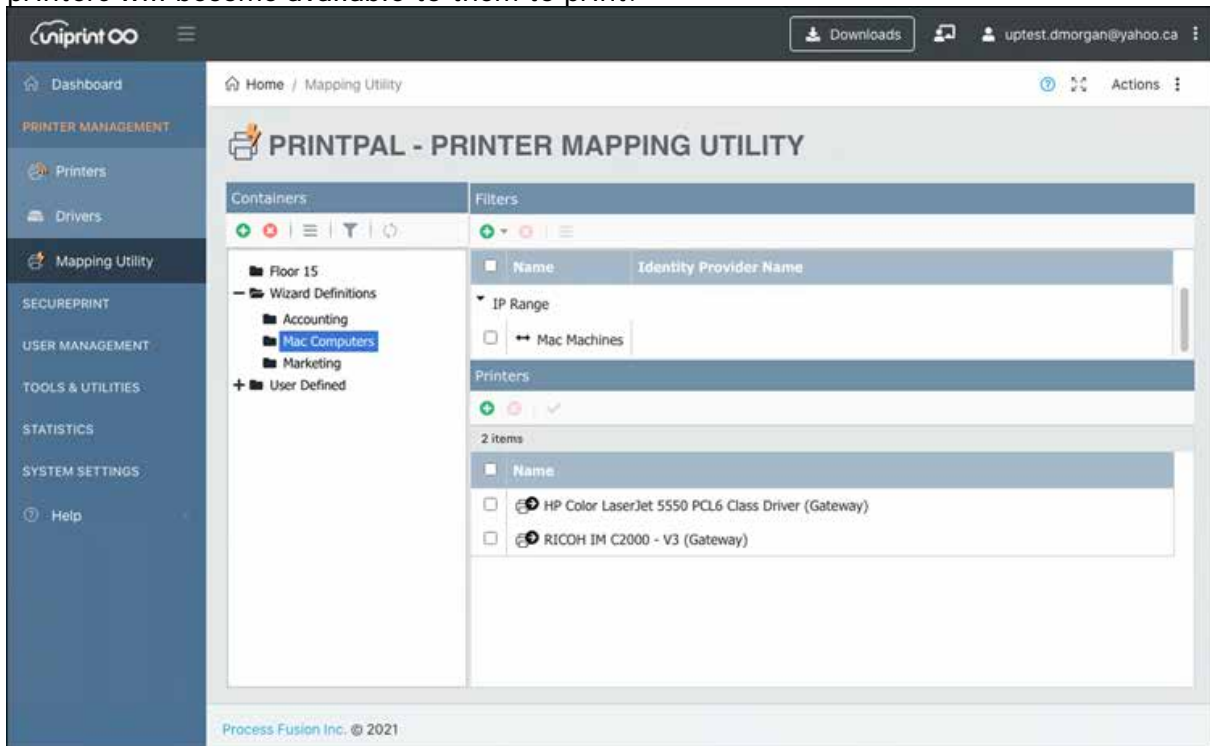 printers will become available to them to print.
uniprint
Downloads
uptest.dmorgan@yahoo.ca
Dashboard
Home / Mapping Utility
Actions
PRINTER MANAGEMENT
PRINTPAL - PRINTER MAPPING UTILITY
Printers
Drivers
Mapping Utility
SECUREPRINT
USER MANAGEMENT
TOOLS & UTILITIES
STATISTICS
SYSTEM SETTINGS
Help
Containers
Floor 15
Wizard Definitions
Accounting
Mac Computers
Marketing
User Defined
Filters
Name Identity Provider Name
IP Range
Mac Machines
Printers
2 items
Name
HP Color LaserJet 5550 PCL6 Class Driver (Gateway)
RICOH IM C2000 - V3 (Gateway)
Process Fusion Inc. © 2021